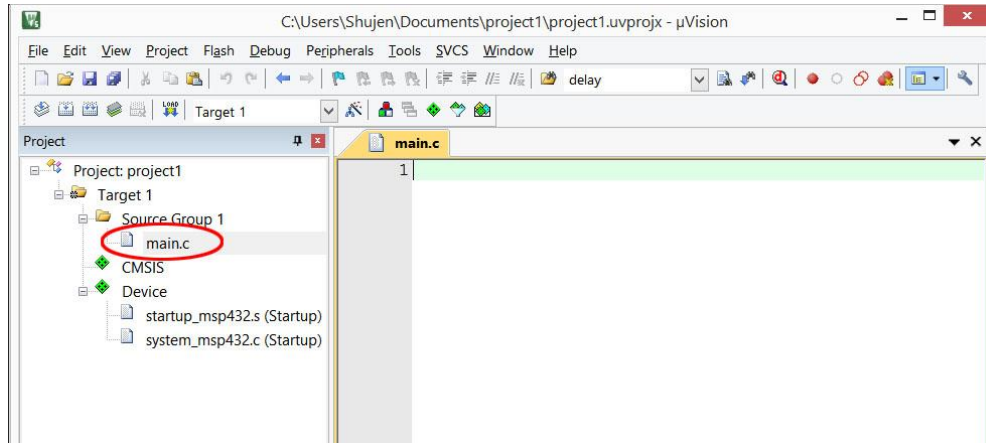 C:\Users\Shujen\Documents\project1\project1.uvprojx - µVision
File Edit View Project Flash Debug Peripherals Tools SVCS Window Help
delay
LOAD Target 1
Project
main.c
1
Project: project1
Target 1
Source Group 1
main.c
CMSIS
Device
startup_msp432.s (Startup)
system_msp432.c (Startup)